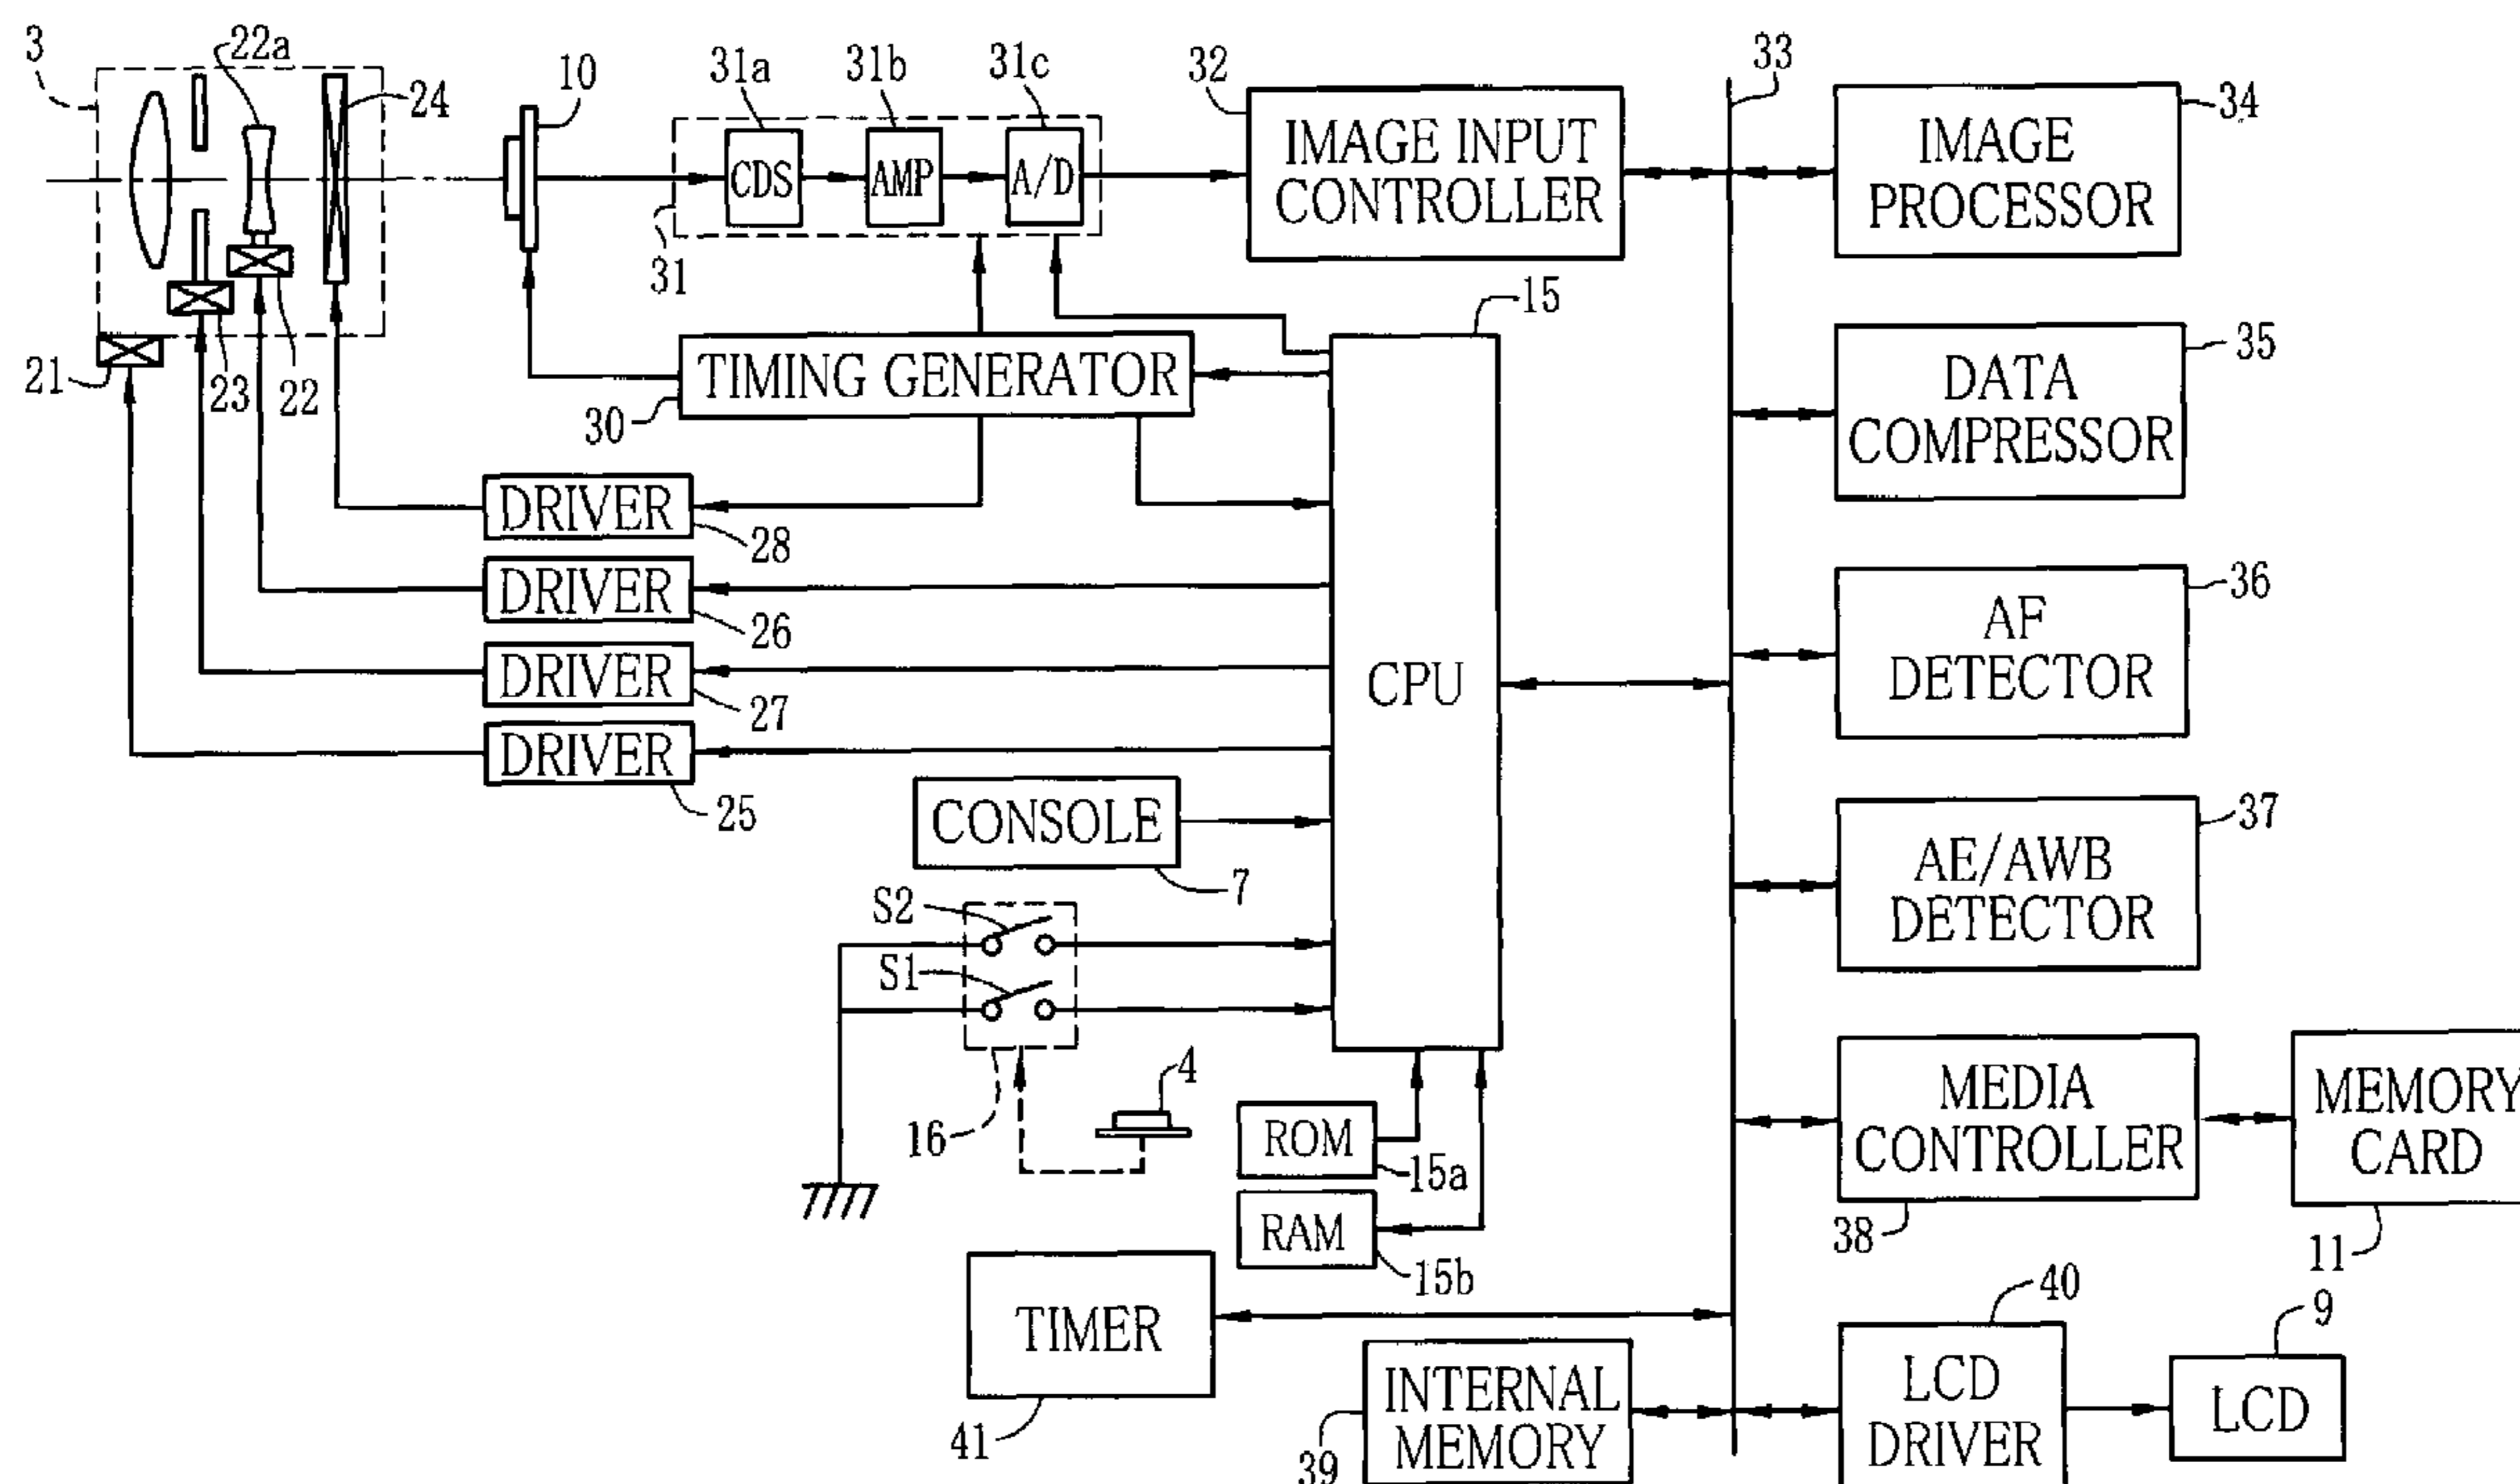 3
22a
24
10
31a
31b
31c
32
33
34
CDS
AMP
A/D
IMAGE INPUT
CONTROLLER
IMAGE
PROCESSOR
31
15
21
23
22
TIMING GENERATOR
30
35
DATA
COMPRESSOR
DRIVER
28
DRIVER
26
DRIVER
27
DRIVER
25
CPU
36
AF
DETECTOR
37
AE/AWB
DETECTOR
CONSOLE
7
S2
S1
16
4
ROM
15a
RAM
15b
MEDIA
CONTROLLER
38
MEMORY
CARD
11
TIMER
41
INTERNAL
MEMORY
39
40
LCD
DRIVER
9
LCD